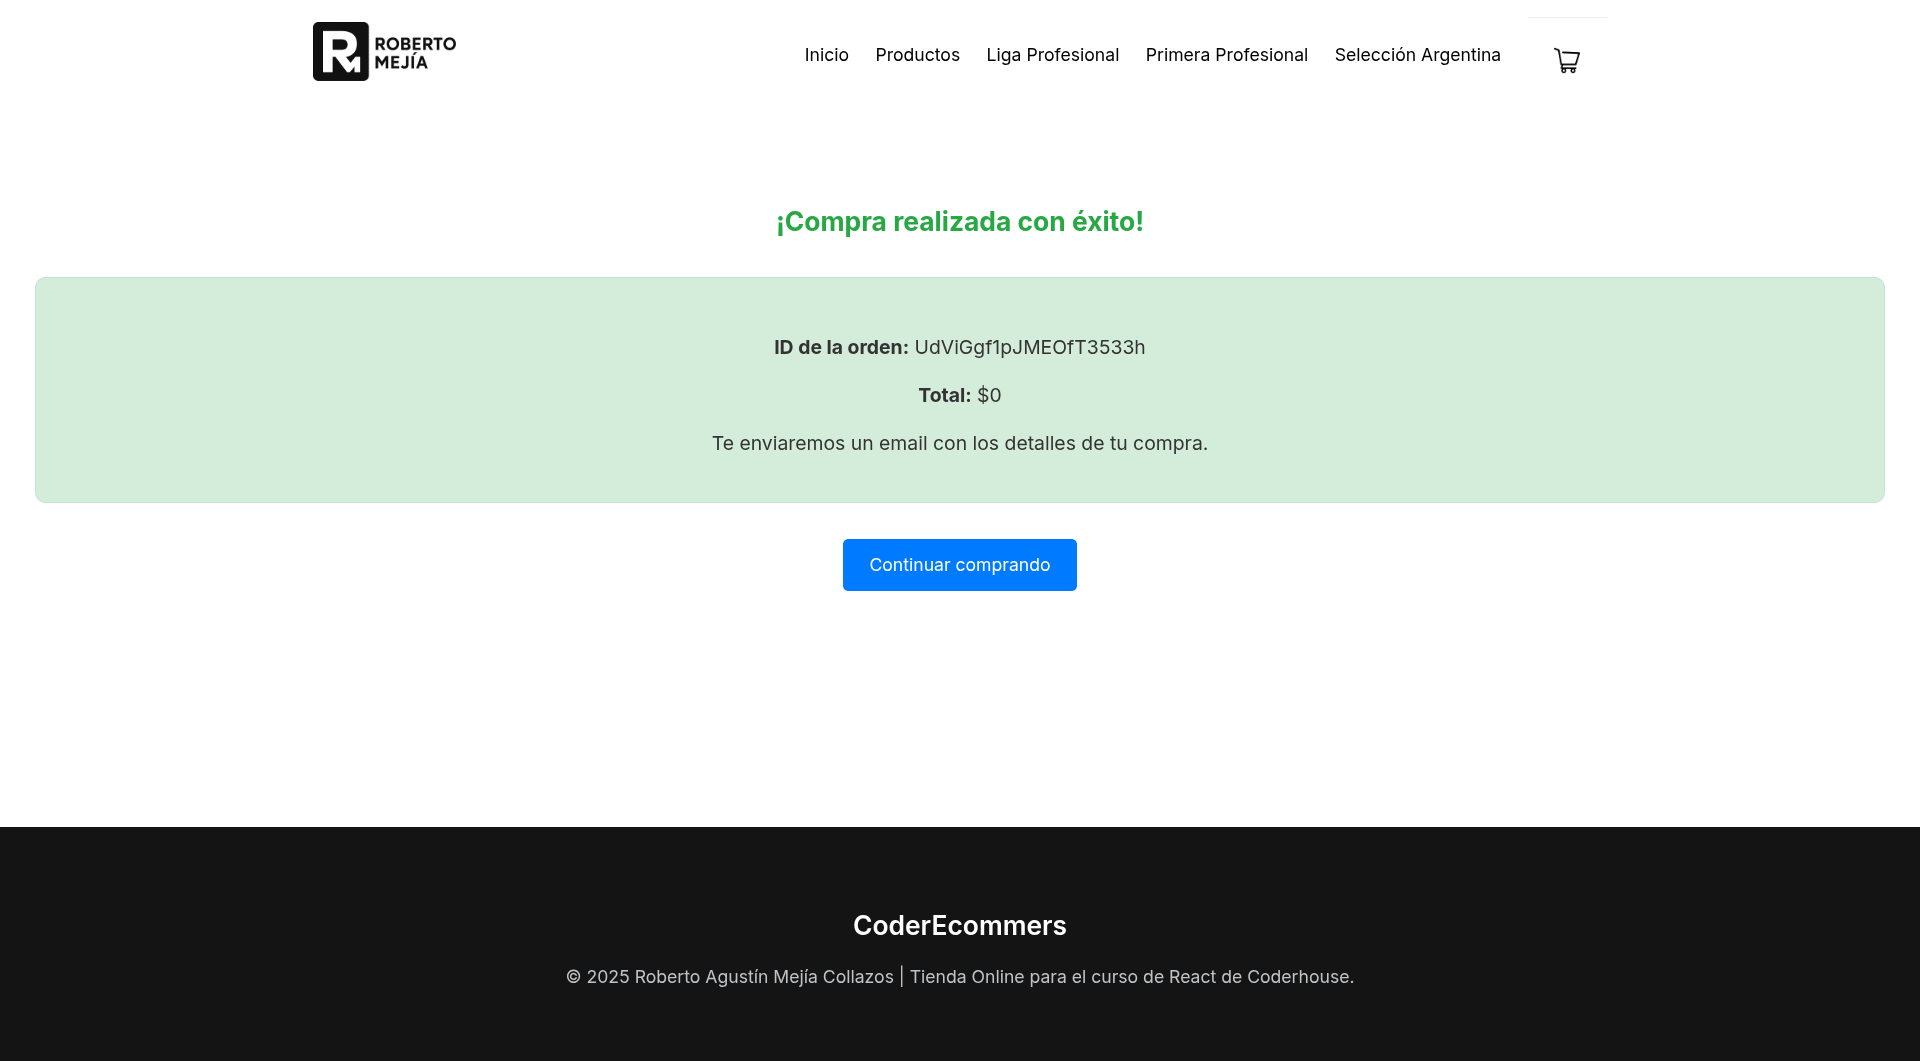 ROBERTO
MEJÍA
Inicio Productos Liga Profesional Primera Profesional Selección Argentina
¡Compra realizada con éxito!
ID de la orden: UdViGgf1pJMEOfT3533h
Total: $0
Te enviaremos un email con los detalles de tu compra.
Continuar comprando
CoderEcommers
© 2025 Roberto Agustín Mejía Collazos | Tienda Online para el curso de React de Coderhouse.